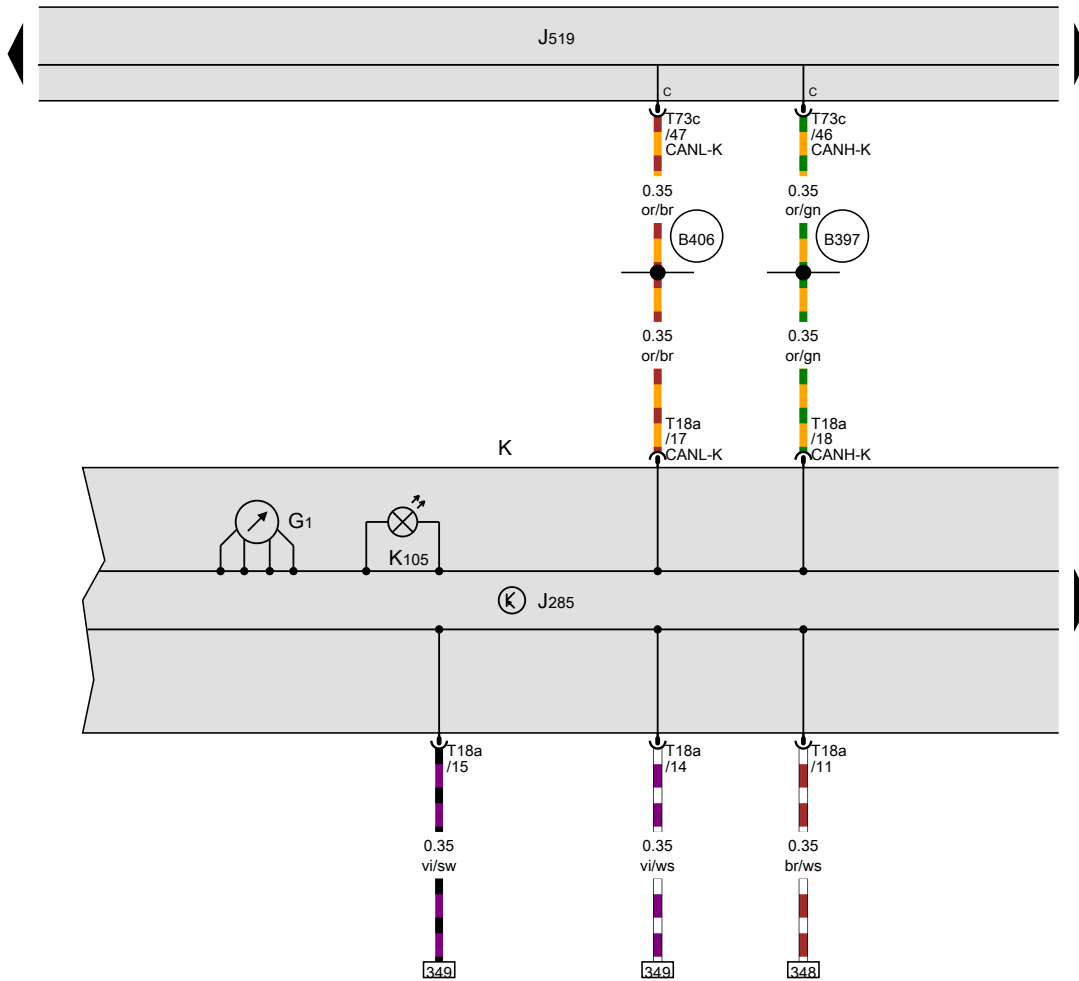 J519
C
C
T73c
/47
CANL-K
T73c
/46
CANH-K
0.35
or/br
0.35
or/gn
B406
B397
0.35
or/br
0.35
or/gn
T18a
/17
CANL-K
T18a
/18
CANH-K
K
G1
K105
J285
T18a
/15
T18a
/14
T18a
/11
0.35
vi/sw
0.35
vi/ws
0.35
br/ws
349
349
348